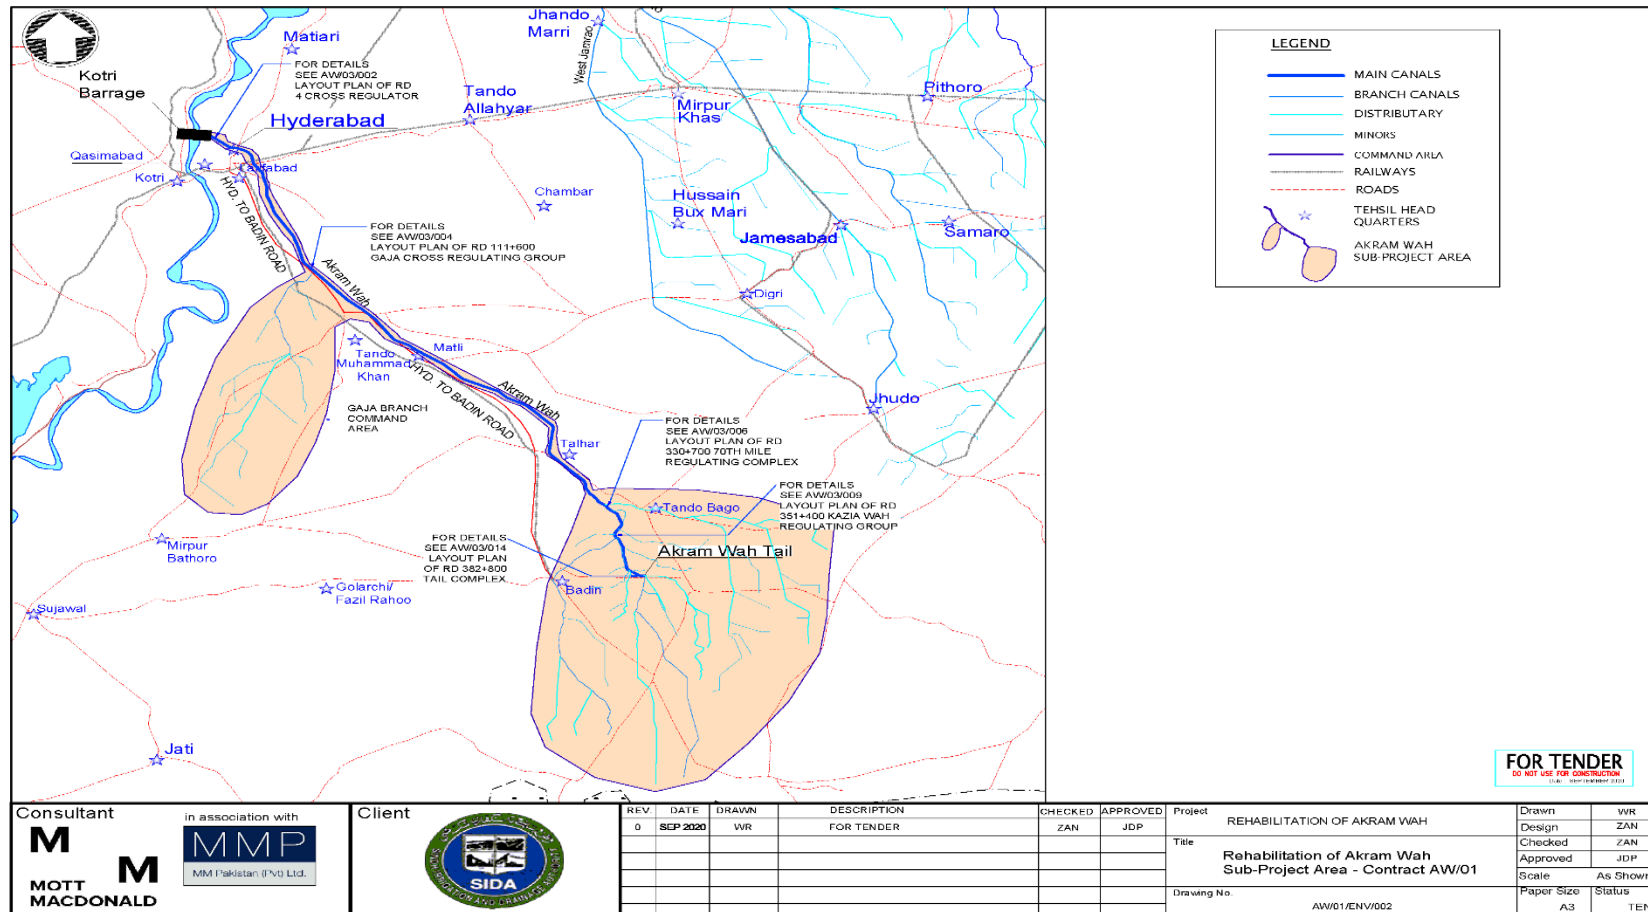 Matiari
Kotri
Barrage
FOR DETAILS
SEE AW/03/002
LAYOUT PLAN OF RD
4 CROSS REGULATOR
Hyderabad
Qasimabad
Kotri
HYD. TO BADIN ROAD
Jhando
Marri
West Jamrao
Tando
Allahyar
Mirpur
Khas
Pithoro
Chambar
Hussain
Bux Mari
Jamesabad
Samaro
Digri
Jhudo
FOR DETAILS
SEE AW/03/004
LAYOUT PLAN OF RD 111+600
GAJA CROSS REGULATING GROUP
Akram Wah
Tando
Muhammad
Khan
Matli
HYD. TO BADIN ROAD
Akram Wah
GAJA BRANCH
COMMAND
AREA
Talhar
FOR DETAILS
SEE AW/03/006
LAYOUT PLAN OF RD
330+700 70TH MILE
REGULATING COMPLEX
FOR DETAILS
SEE AW/03/009
LAYOUT PLAN OF RD
351+400 KAZIA WAH
REGULATING GROUP
Tando Bago
FOR DETAILS
SEE AW/03/014
LAYOUT PLAN
OF RD 382+800
TAIL COMPLEX
Akram Wah Tail
Badin
Mirpur
Bathoro
Golarchi/
Fazil Rahoo
Sujawal
Jati
LEGEND
MAIN CANALS
BRANCH CANALS
DISTRIBUTARY
MINORS
COMMAND AREA
RAILWAYS
ROADS
TEHSIL HEAD
QUARTERS
AKRAM WAH
SUB-PROJECT AREA
FOR TENDER
DO NOT USE FOR CONSTRUCTION
Consultant
in association with
M
M
MOTT
MACDONALD
MMP
MM Pakistan (Pvt) Ltd.
Client
SIDA
REV. DATE DRAWN DESCRIPTION CHECKED APPROVED
0 SEP 2020 WR FOR TENDER ZAN JDP
Project
REHABILITATION OF AKRAM WAH
Title
Rehabilitation of Akram Wah
Sub-Project Area - Contract AW/01
Drawing No.
AW/01/ENV/002
Drawn WR
Design ZAN
Checked ZAN
Approved JDP
Scale As Shown
Paper Size Status
A3 TEN